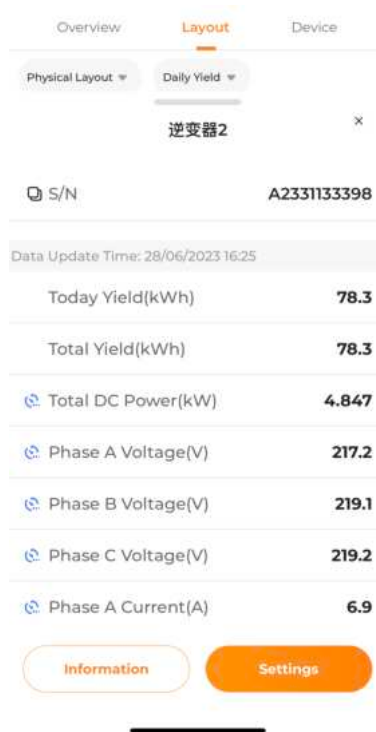 Overview Layout Device
Physical Layout Daily Yield
逆变器2 ×
S/N A2331133398
Data Update Time: 28/06/2023 16:25
Today Yield(kWh) 78.3
Total Yield(kWh) 78.3
Total DC Power(kW) 4.847
Phase A Voltage(V) 217.2
Phase B Voltage(V) 219.1
Phase C Voltage(V) 219.2
Phase A Current(A) 6.9
Information Settings